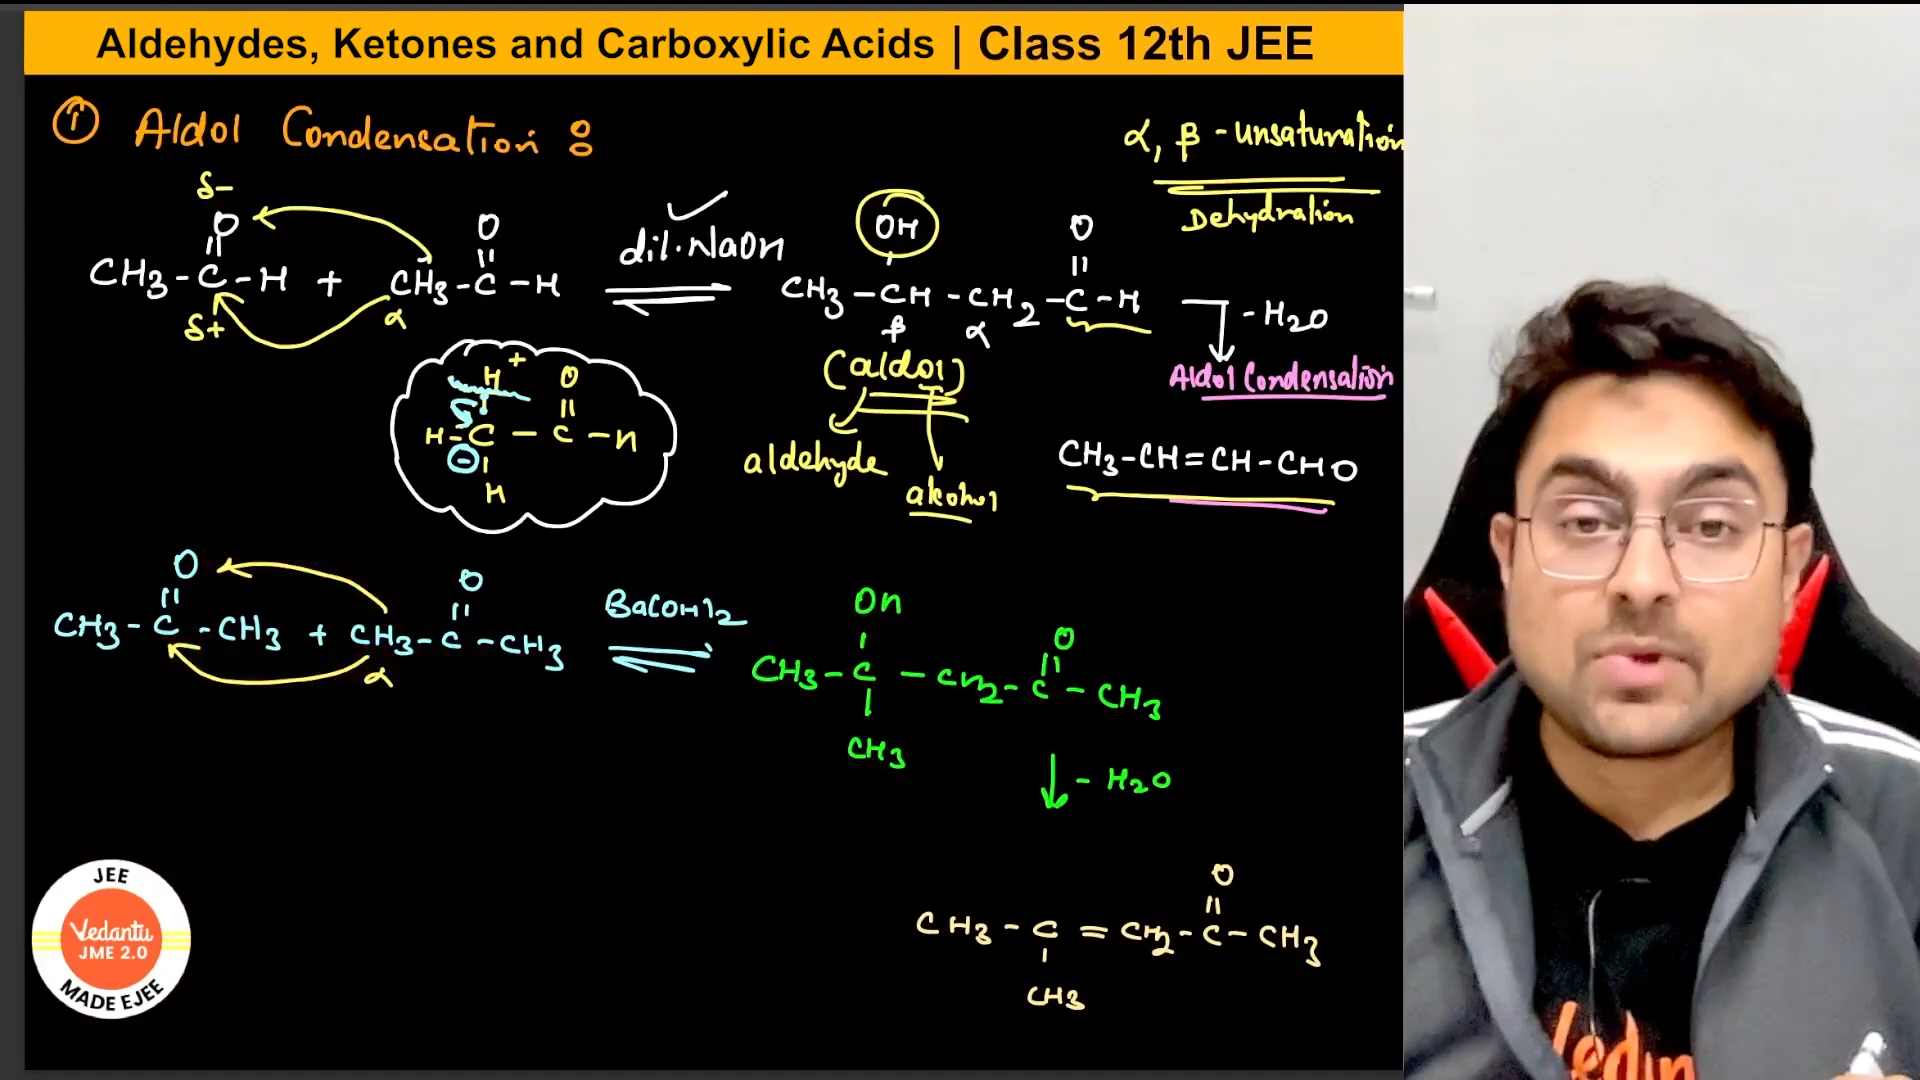 Aldehydes, Ketones and Carboxylic Acids | Class 12th JEE
① Aldol Condensation :
α, β - unsaturation
Dehydration
δ-
O
||
CH3 - C - H + CH3 - C - H
O
||
δ+
α
dil. NaOH
OH
O
||
CH3 - CH - CH2 - C - H
β
α
- H2O
(aldol)
aldehyde
alcohol
Aldol Condensation
CH3 - CH = CH - CHO
H +
O
||
H - C - C - H
⊖
H
O
||
CH3 - C - CH3 + CH3 - C - CH3
O
||
α
Ba(OH)2
OH
O
||
CH3 - C - CH2 - C - CH3
CH3
- H2O
O
||
CH3 - C = CH2 - C - CH3
CH3
JEE
Vedantu
JME 2.0
MADE EJEE
Vedan